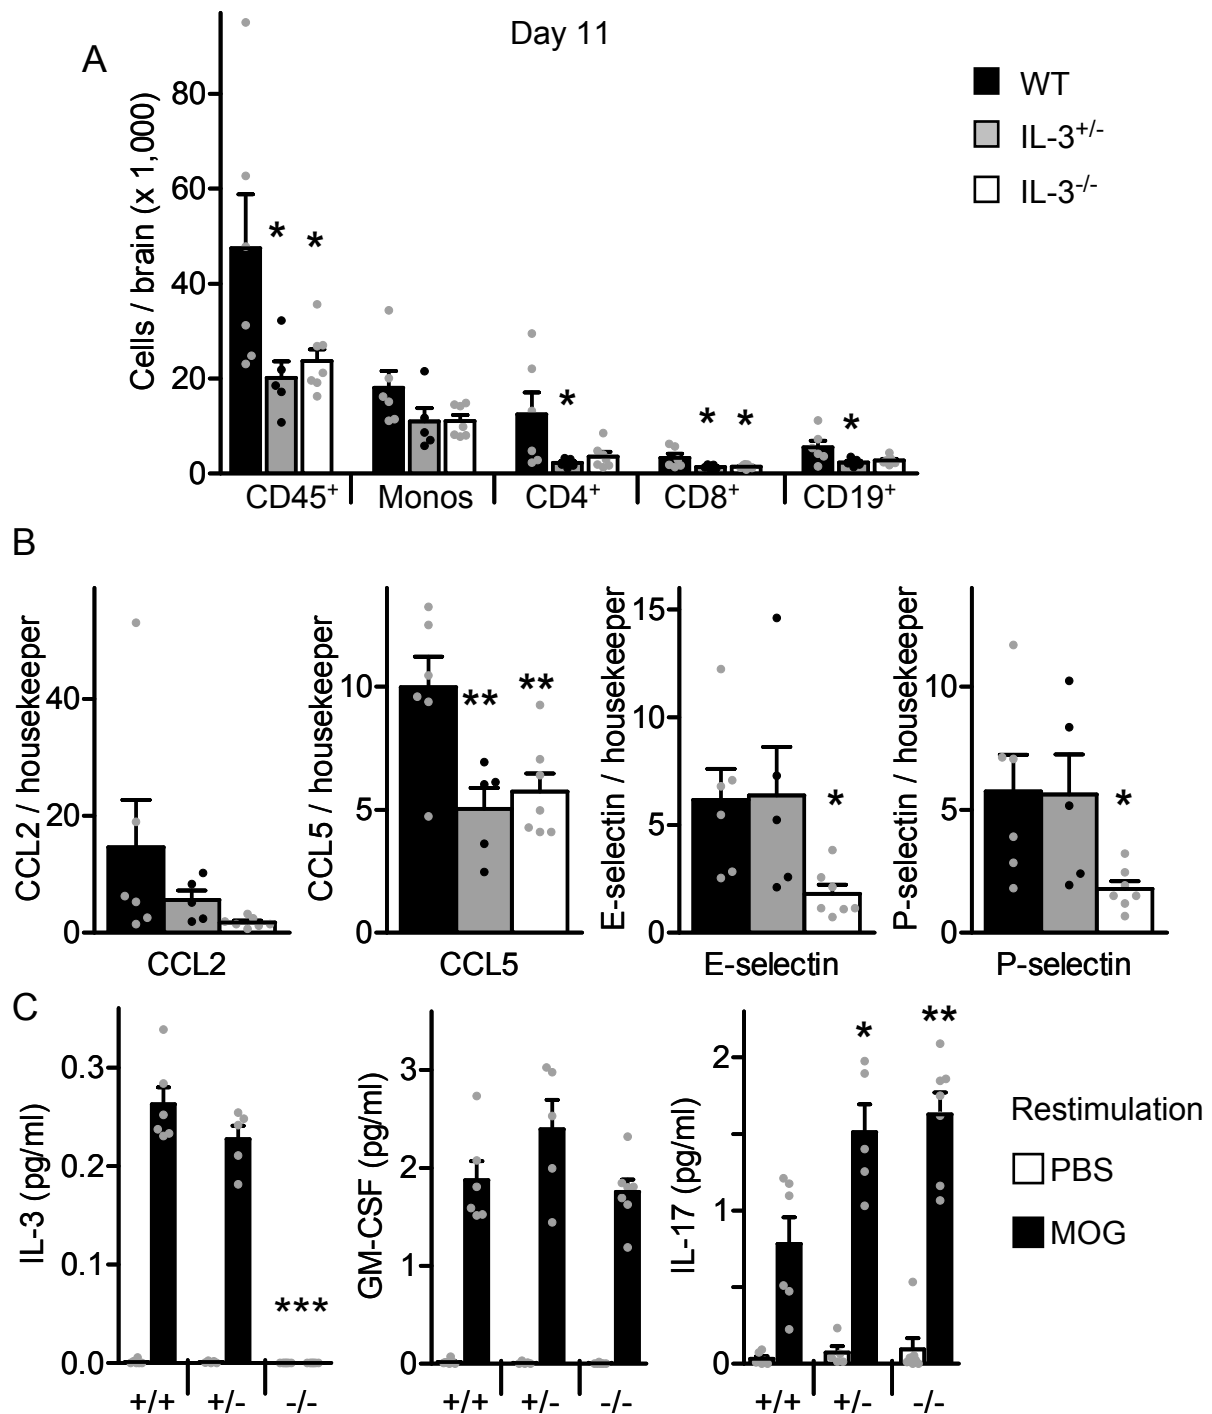 Day 11
A
Cells / brain (x 1,000)
80
60
40
20
0
* *
*
* *
*
CD45⁺ Monos CD4⁺ CD8⁺ CD19⁺
WT
IL-3⁺/⁻
IL-3⁻/⁻
B
CCL2 / housekeeper
40
20
0
CCL2
CCL5 / housekeeper
10
5
0
** **
CCL5
E-selectin / housekeeper
15
10
5
0
*
E-selectin
P-selectin / housekeeper
10
5
0
*
P-selectin
C
IL-3 (pg/ml)
0.3
0.2
0.1
0.0
***
+/+ +/- -/-
GM-CSF (pg/ml)
3
2
1
0
+/+ +/- -/-
IL-17 (pg/ml)
2
1
0
* **
+/+ +/- -/-
Restimulation
PBS
MOG